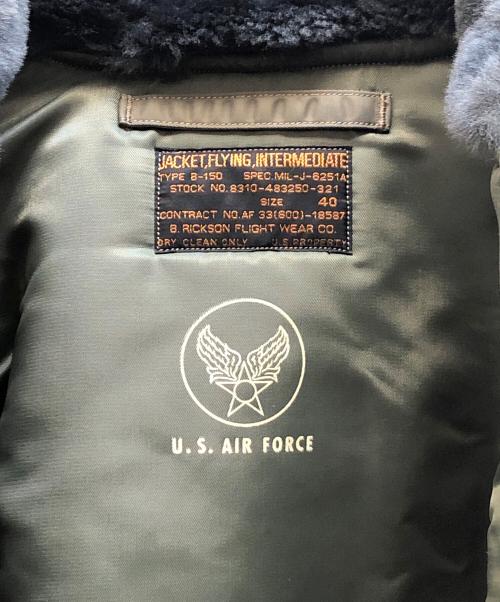 JACKET,FLYING,INTERMEDIATE
TYPE B-15D SPEC.MIL-J-6251A
STOCK NO.8310-483250-321
SIZE 40
CONTRACT NO.AF 33(600)-18587
B. RICKSON FLIGHT WEAR CO.
DRY CLEAN ONLY U.S PROPERTY
U.S. AIR FORCE